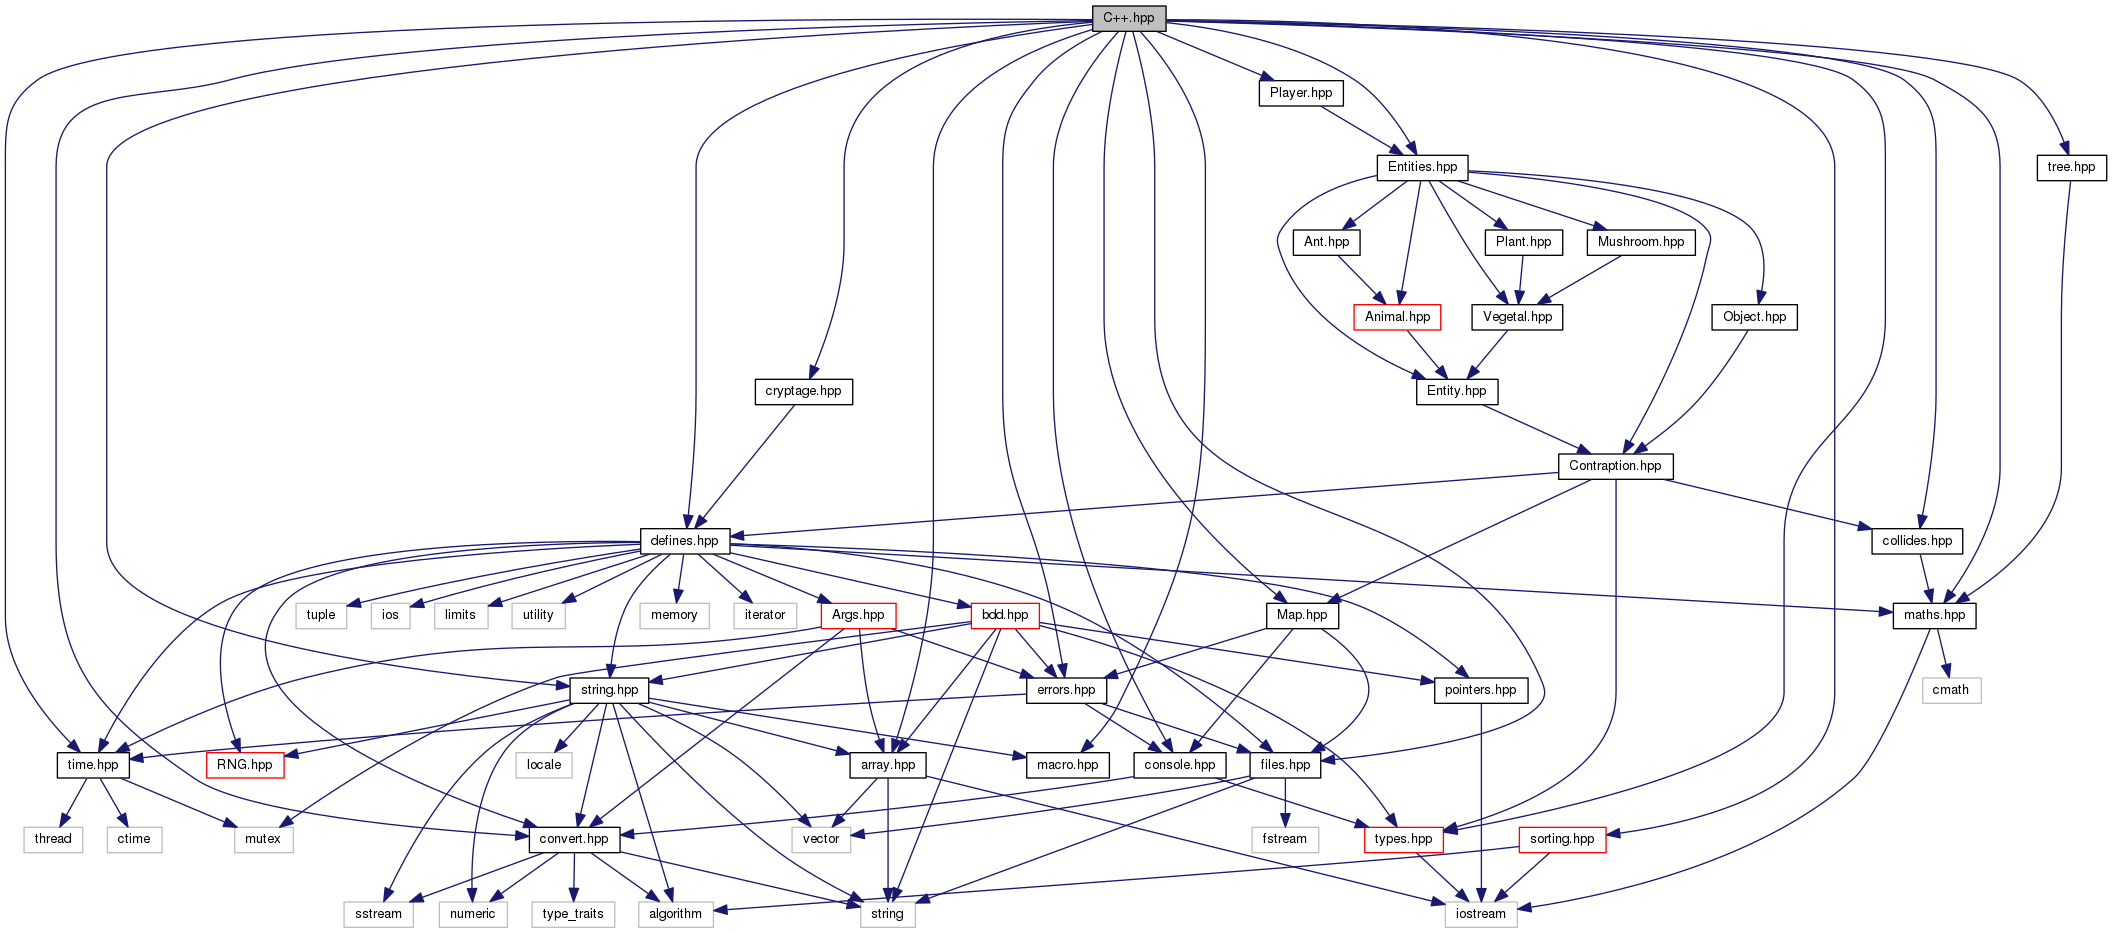 C++.hpp
Player.hpp
Entities.hpp
tree.hpp
Ant.hpp
Plant.hpp
Mushroom.hpp
Animal.hpp
Vegetal.hpp
Object.hpp
cryptage.hpp
Entity.hpp
Contraption.hpp
defines.hpp
collides.hpp
tuple
ios
limits
utility
memory
iterator
Args.hpp
bdd.hpp
Map.hpp
maths.hpp
string.hpp
errors.hpp
pointers.hpp
cmath
time.hpp
RNG.hpp
locale
array.hpp
macro.hpp
console.hpp
files.hpp
thread
ctime
mutex
convert.hpp
vector
fstream
types.hpp
sorting.hpp
sstream
numeric
type_traits
algorithm
string
iostream